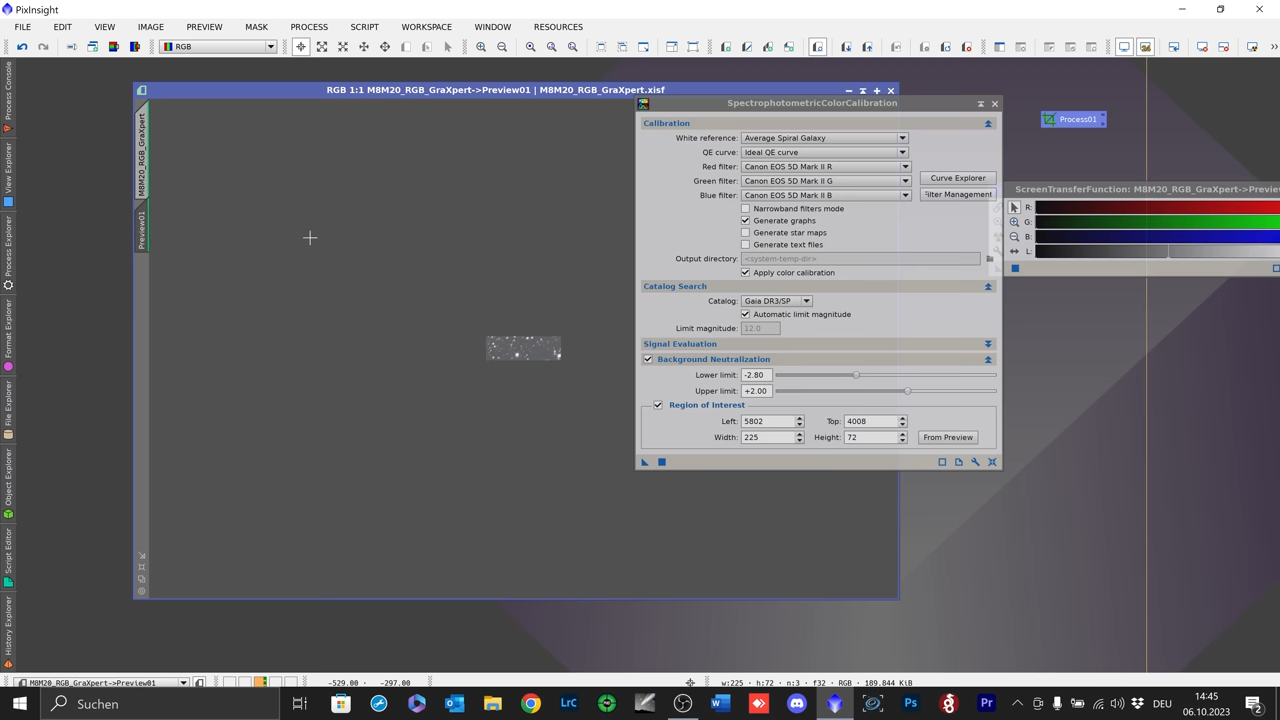 PixInsight
FILE EDIT VIEW IMAGE PREVIEW MASK PROCESS SCRIPT WORKSPACE WINDOW RESOURCES
RGB
Process Console
View Explorer
Process Explorer
Format Explorer
File Explorer
Object Explorer
Script Editor
History Explorer
RGB 1:1 M8M20_RGB_GraXpert->Preview01 | M8M20_RGB_GraXpert.xisf
M8M20_RGB_GraXpert
Preview01
SpectrophotometricColorCalibration
Calibration
White reference: Average Spiral Galaxy
QE curve: Ideal QE curve
Red filter: Canon EOS 5D Mark II R
Green filter: Canon EOS 5D Mark II G
Curve Explorer
Blue filter: Canon EOS 5D Mark II B
Filter Management
Narrowband filters mode
Generate graphs
Generate star maps
Generate text files
Output directory: <system-temp-dir>
Apply color calibration
Catalog Search
Catalog: Gaia DR3/SP
Automatic limit magnitude
Limit magnitude: 12.0
Signal Evaluation
Background Neutralization
Lower limit: -2.80
Upper limit: +2.00
Region of Interest
Left: 5802 Top: 4008
Width: 225 Height: 72 From Preview
Process01
ScreenTransferFunction: M8M20_RGB_GraXpert->Previe
R:
G:
B:
L:
M8M20_RGB_GraXpert->Preview01
-529.00 · -297.00
w:225 · h:72 · n:3 · f32 · RGB · 189.844 KiB
Suchen
LrC
Ps
Pr
DEU
14:45
06.10.2023
2